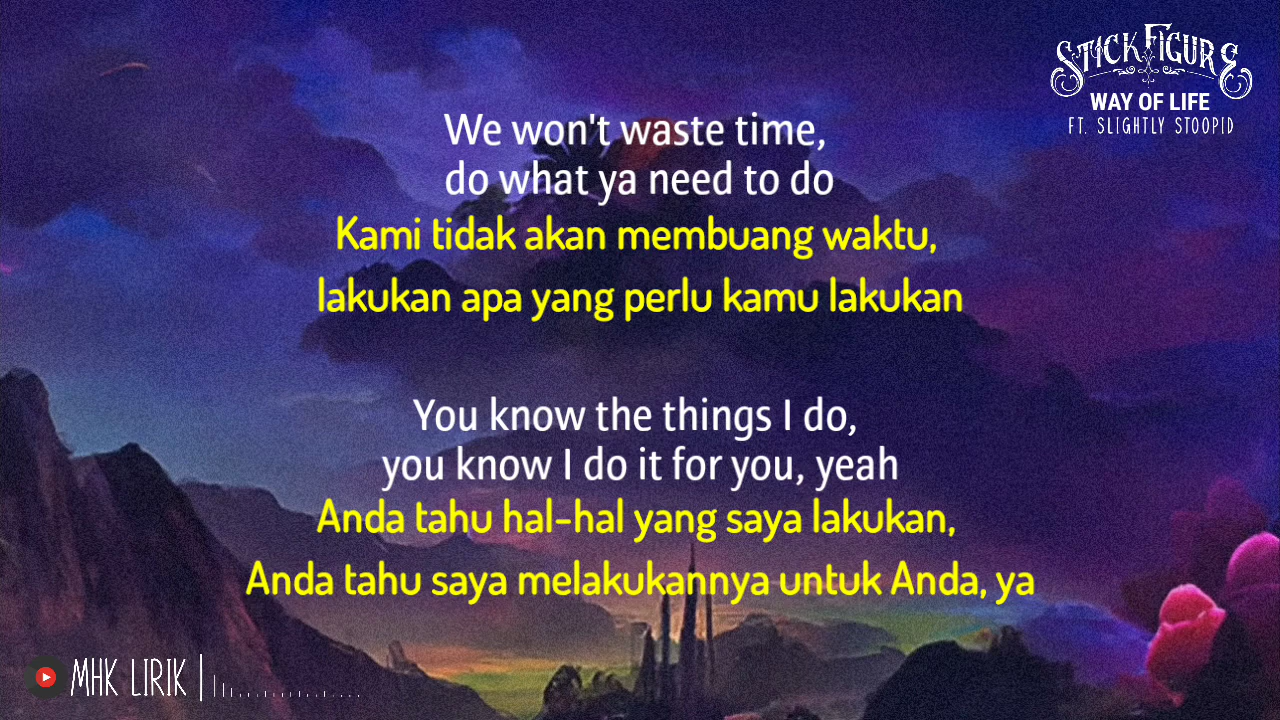 STICK FIGURE
WAY OF LIFE
FT. SLIGHTLY STOOPID
We won't waste time,
do what ya need to do
Kami tidak akan membuang waktu,
lakukan apa yang perlu kamu lakukan
You know the things I do,
you know I do it for you, yeah
Anda tahu hal-hal yang saya lakukan,
Anda tahu saya melakukannya untuk Anda, ya
MHK LIRIK